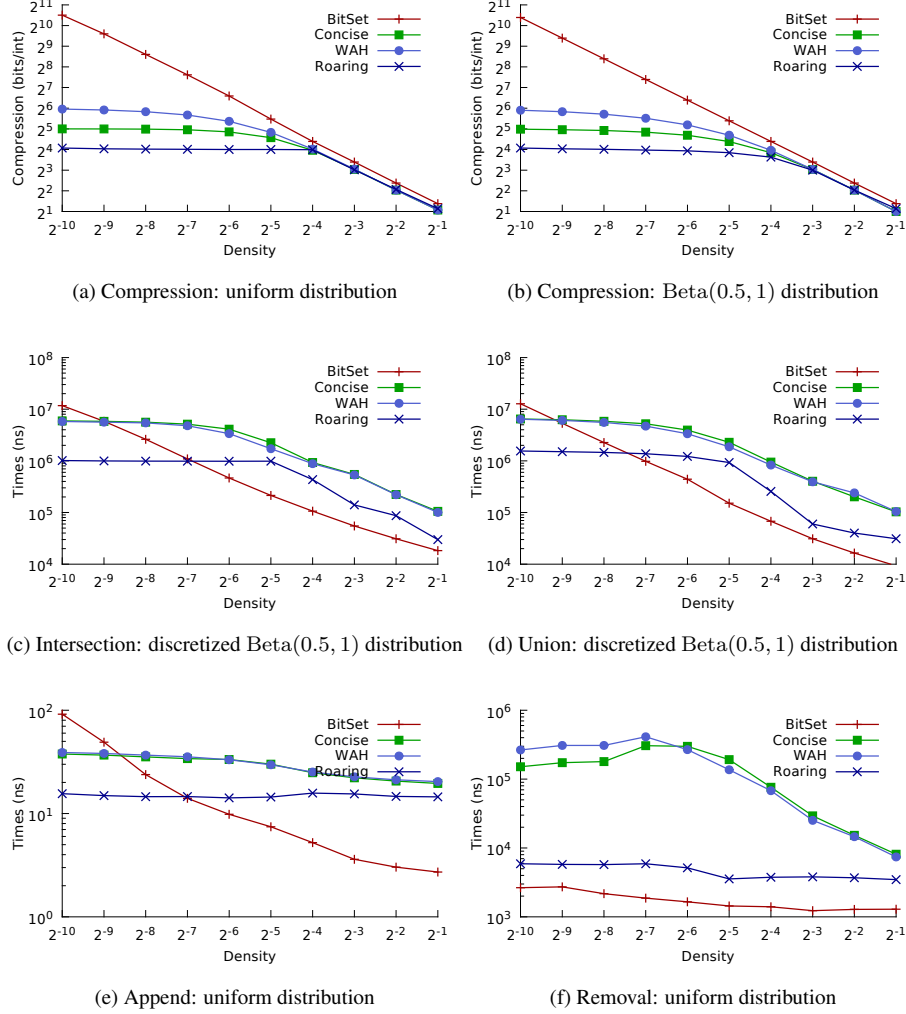 2^11
2^10
2^9
2^8
2^7
2^6
2^5
2^4
2^3
2^2
2^1
Compression (bits/int)
BitSet
Concise
WAH
Roaring
2^-10 2^-9 2^-8 2^-7 2^-6 2^-5 2^-4 2^-3 2^-2 2^-1
Density
(a) Compression: uniform distribution
2^11
2^10
2^9
2^8
2^7
2^6
2^5
2^4
2^3
2^2
2^1
Compression (bits/int)
BitSet
Concise
WAH
Roaring
2^-10 2^-9 2^-8 2^-7 2^-6 2^-5 2^-4 2^-3 2^-2 2^-1
Density
(b) Compression: Beta(0.5, 1) distribution
10^8
10^7
10^6
10^5
10^4
Times (ns)
BitSet
Concise
WAH
Roaring
2^-10 2^-9 2^-8 2^-7 2^-6 2^-5 2^-4 2^-3 2^-2 2^-1
Density
(c) Intersection: discretized Beta(0.5, 1) distribution
10^8
10^7
10^6
10^5
10^4
Times (ns)
BitSet
Concise
WAH
Roaring
2^-10 2^-9 2^-8 2^-7 2^-6 2^-5 2^-4 2^-3 2^-2 2^-1
Density
(d) Union: discretized Beta(0.5, 1) distribution
10^2
10^1
10^0
Times (ns)
BitSet
Concise
WAH
Roaring
2^-10 2^-9 2^-8 2^-7 2^-6 2^-5 2^-4 2^-3 2^-2 2^-1
Density
(e) Append: uniform distribution
10^6
10^5
10^4
10^3
Times (ns)
BitSet
Concise
WAH
Roaring
2^-10 2^-9 2^-8 2^-7 2^-6 2^-5 2^-4 2^-3 2^-2 2^-1
Density
(f) Removal: uniform distribution